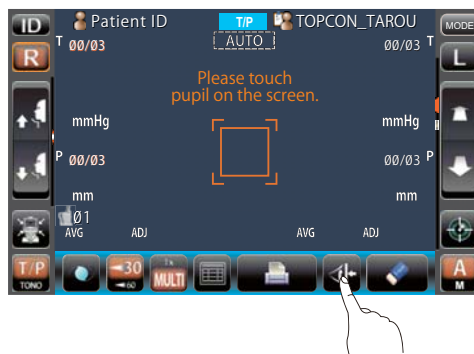 ID Patient ID T/P TOPCON_TAROU MODE
R T 00/03 AUTO 00/03 T L
Please touch
pupil on the screen.
mmHg mmHg
P 00/03 00/03 P
mm mm
01
AVG ADJ AVG ADJ
T/P TONO 30 60 MULTI A M